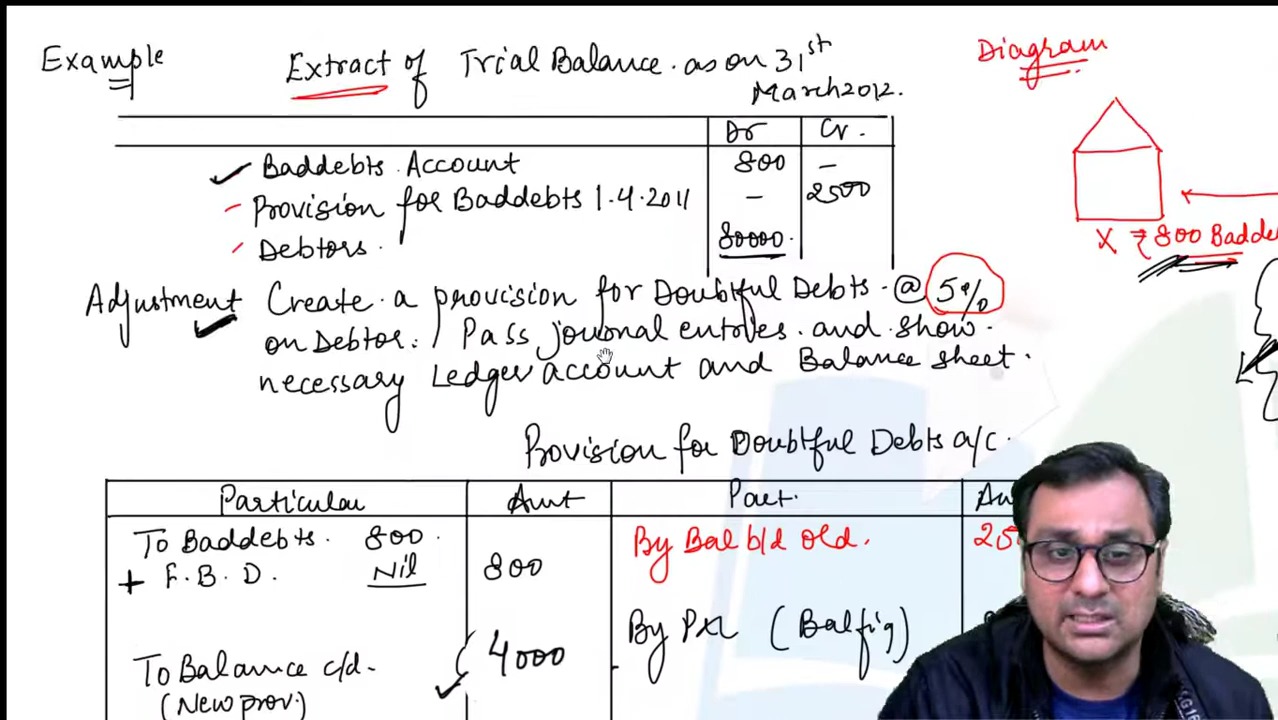 Example
Extract of Trial Balance. as on 31st
March 2012.
Dr Cr.
Baddebts Account 800 -
Provision for Baddebts 1.4.2011 - 2500
Debtors. 80000.
Adjustment Create a provision for Doubtful Debts. @ 5%
on Debtor. / Pass journal entries. and show.
necessary Ledger account and Balance sheet.
Diagram
X ₹800
Provision for Doubtful Debts a/c.
Particular Amt Part.
To Baddebts. 800. By Bal b/d old.
+ F.B.D. Nil 800
By P&L (Balfig)
To Balance c/d. 4000
(New prov.)